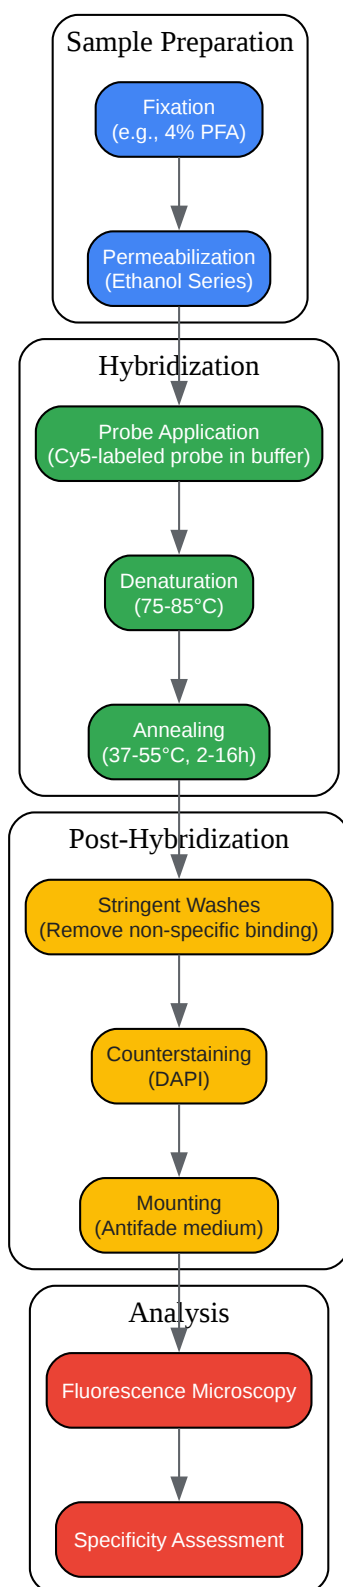 Sample Preparation
Fixation
(e.g., 4% PFA)
Permeabilization
(Ethanol Series)
Hybridization
Probe Application
(Cy5-labeled probe in buffer)
Denaturation
(75-85°C)
Annealing
(37-55°C, 2-16h)
Post-Hybridization
Stringent Washes
(Remove non-specific binding)
Counterstaining
(DAPI)
Mounting
(Antifade medium)
Analysis
Fluorescence Microscopy
Specificity Assessment